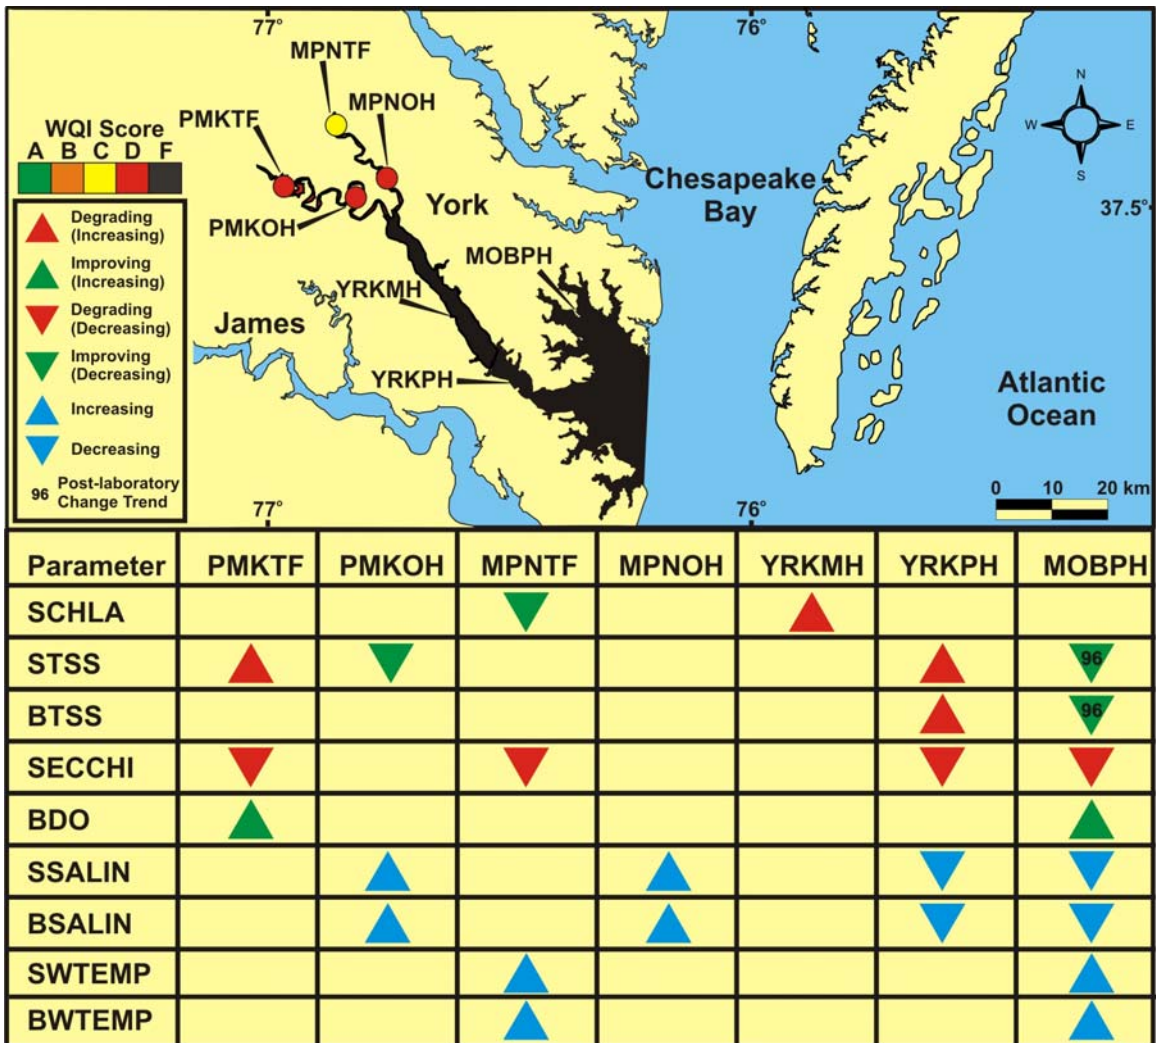 77°
76°
MPNTF
MPNOH
PMKTF
WQI Score
A B C D F
N
W E
S
Degrading
(Increasing)
Improving
(Increasing)
Degrading
(Decreasing)
Improving
(Decreasing)
Increasing
Decreasing
96 Post-laboratory
Change Trend
PMKOH
York
Chesapeake
Bay
37.5°
MOBPH
YRKMH
James
YRKPH
Atlantic
Ocean
0 10 20 km
77°
76°
Parameter PMKTF PMKOH MPNTF MPNOH YRKMH YRKPH MOBPH
SCHLA
STSS 96
BTSS 96
SECCHI
BDO
SSALIN
BSALIN
SWTEMP
BWTEMP